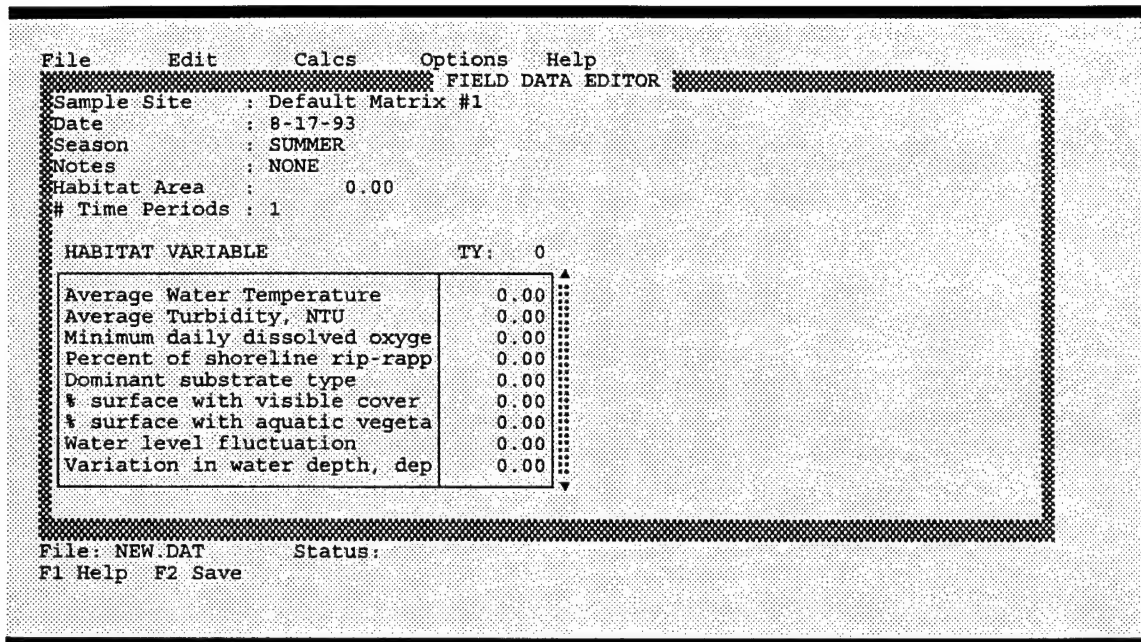 File Edit Calcs Options Help
FIELD DATA EDITOR
Sample Site : Default Matrix #1
Date : 8-17-93
Season : SUMMER
Notes : NONE
Habitat Area : 0.00
# Time Periods : 1
HABITAT VARIABLE TY: 0
Average Water Temperature 0.00
Average Turbidity, NTU 0.00
Minimum daily dissolved oxyge 0.00
Percent of shoreline rip-rapp 0.00
Dominant substrate type 0.00
% surface with visible cover 0.00
% surface with aquatic vegeta 0.00
Water level fluctuation 0.00
Variation in water depth, dep 0.00
File: NEW.DAT Status:
F1 Help F2 Save